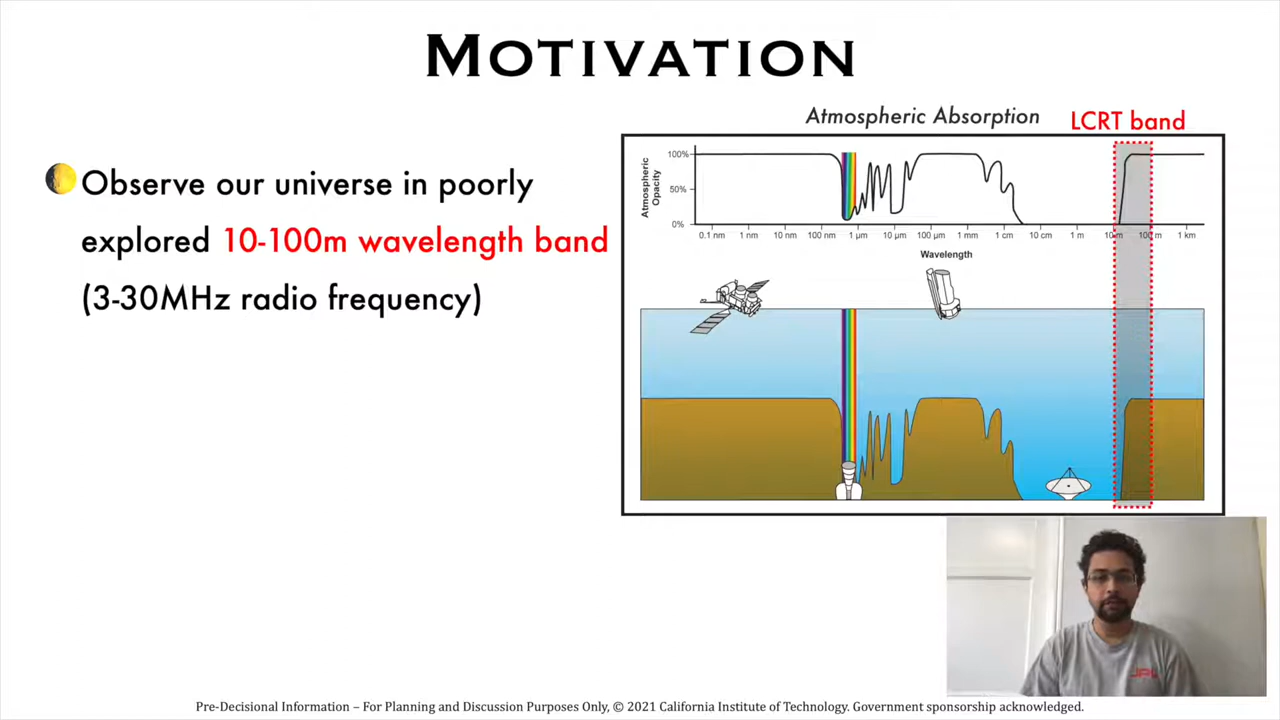 MOTIVATION
Atmospheric Absorption
LCRT band
Observe our universe in poorly
explored 10-100m wavelength band
(3-30MHz radio frequency)
Atmospheric
Opacity
100%
50%
0%
0.1 nm 1 nm 10 nm 100 nm 1 µm 10 µm 100 µm 1 mm 1 cm 10 cm 1 m 10 m 100 m 1 km
Wavelength
JPL
Pre-Decisional Information – For Planning and Discussion Purposes Only, © 2021 California Institute of Technology. Government sponsorship acknowledged.